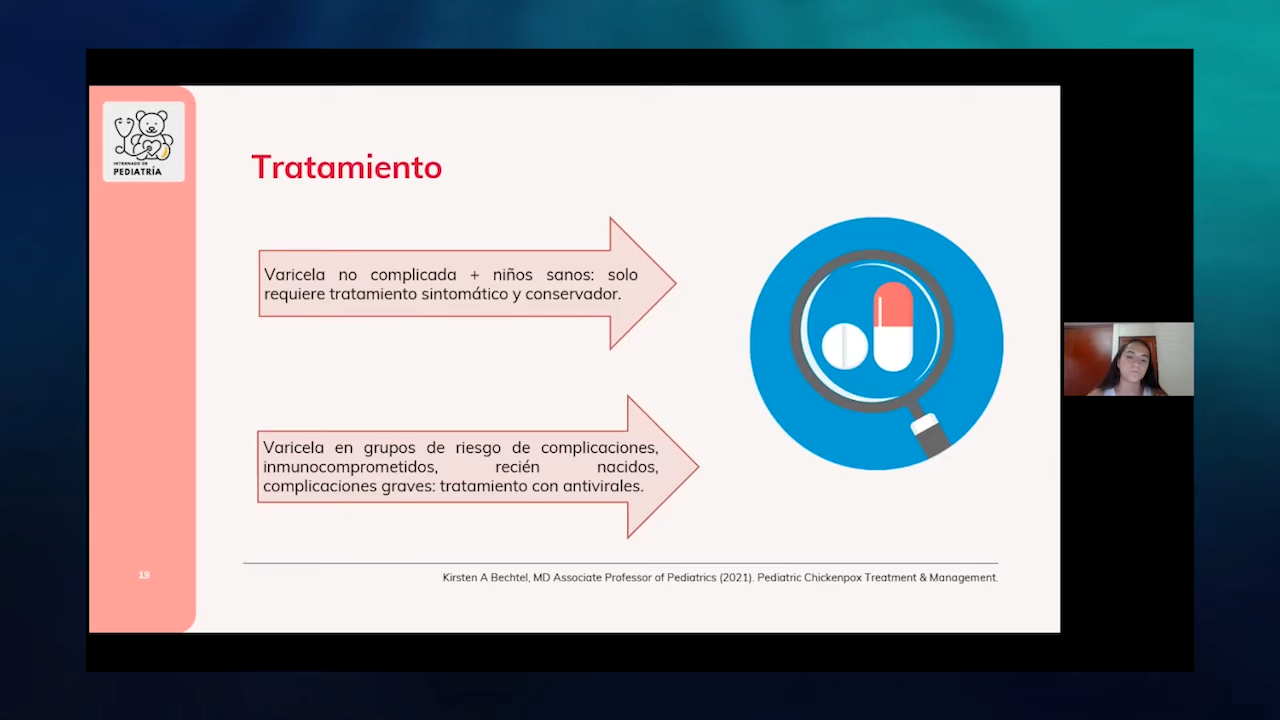 INTERNADO DE
PEDIATRÍA
Tratamiento
Varicela no complicada + niños sanos: solo
requiere tratamiento sintomático y conservador.
Varicela en grupos de riesgo de complicaciones,
inmunocomprometidos, recién nacidos,
complicaciones graves: tratamiento con antivirales.
19
Kirsten A Bechtel, MD Associate Professor of Pediatrics (2021). Pediatric Chickenpox Treatment & Management.